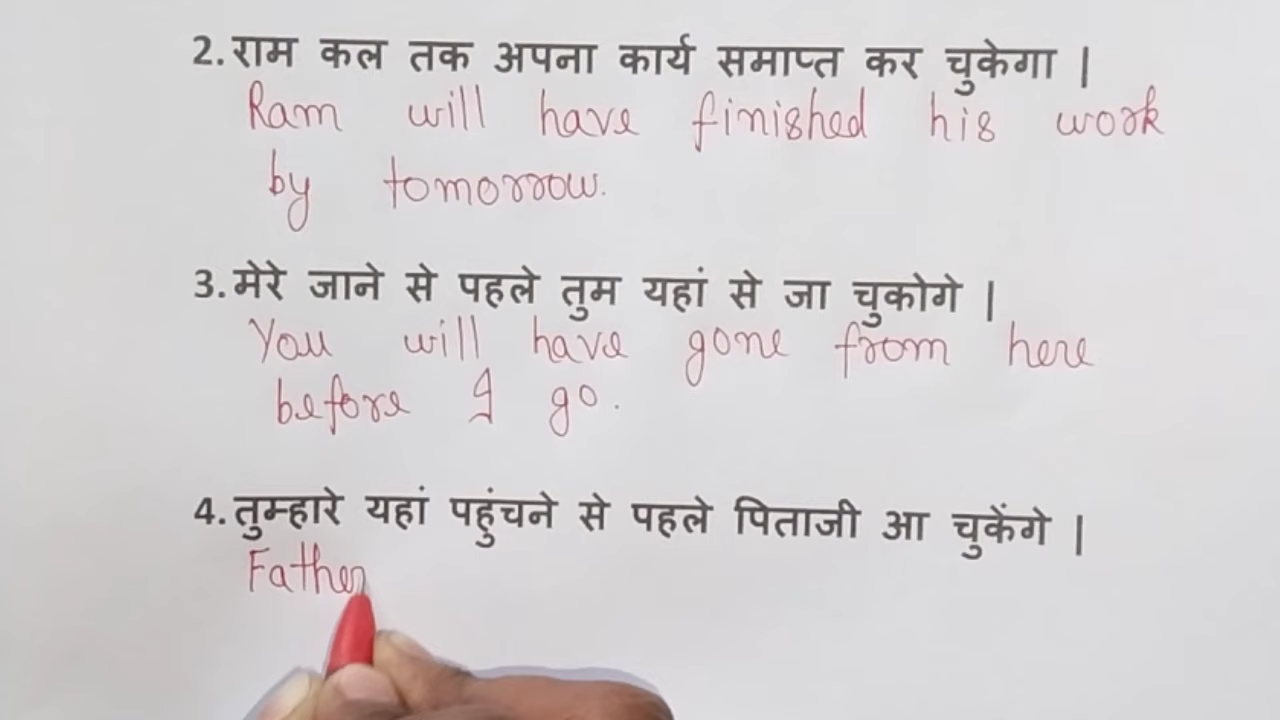 2. राम कल तक अपना कार्य समाप्त कर चुकेगा |
Ram will have finished his work
by tomorrow.
3. मेरे जाने से पहले तुम यहां से जा चुकोगे |
You will have gone from here
before I go.
4. तुम्हारे यहां पहुंचने से पहले पिताजी आ चुकेंगे |
Father